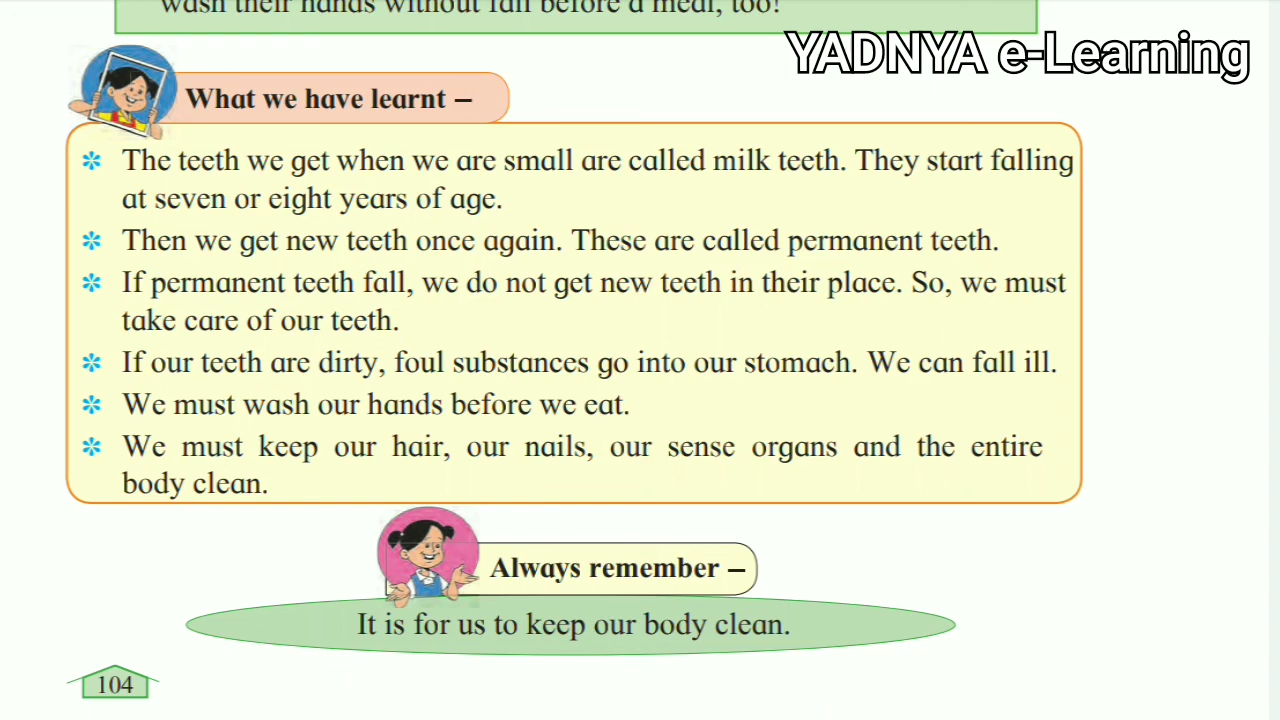 wash their hands without fail before a meal, too!
YADNYA e-Learning
What we have learnt –
The teeth we get when we are small are called milk teeth. They start falling
at seven or eight years of age.
Then we get new teeth once again. These are called permanent teeth.
If permanent teeth fall, we do not get new teeth in their place. So, we must
take care of our teeth.
If our teeth are dirty, foul substances go into our stomach. We can fall ill.
We must wash our hands before we eat.
We must keep our hair, our nails, our sense organs and the entire
body clean.
Always remember –
It is for us to keep our body clean.
104